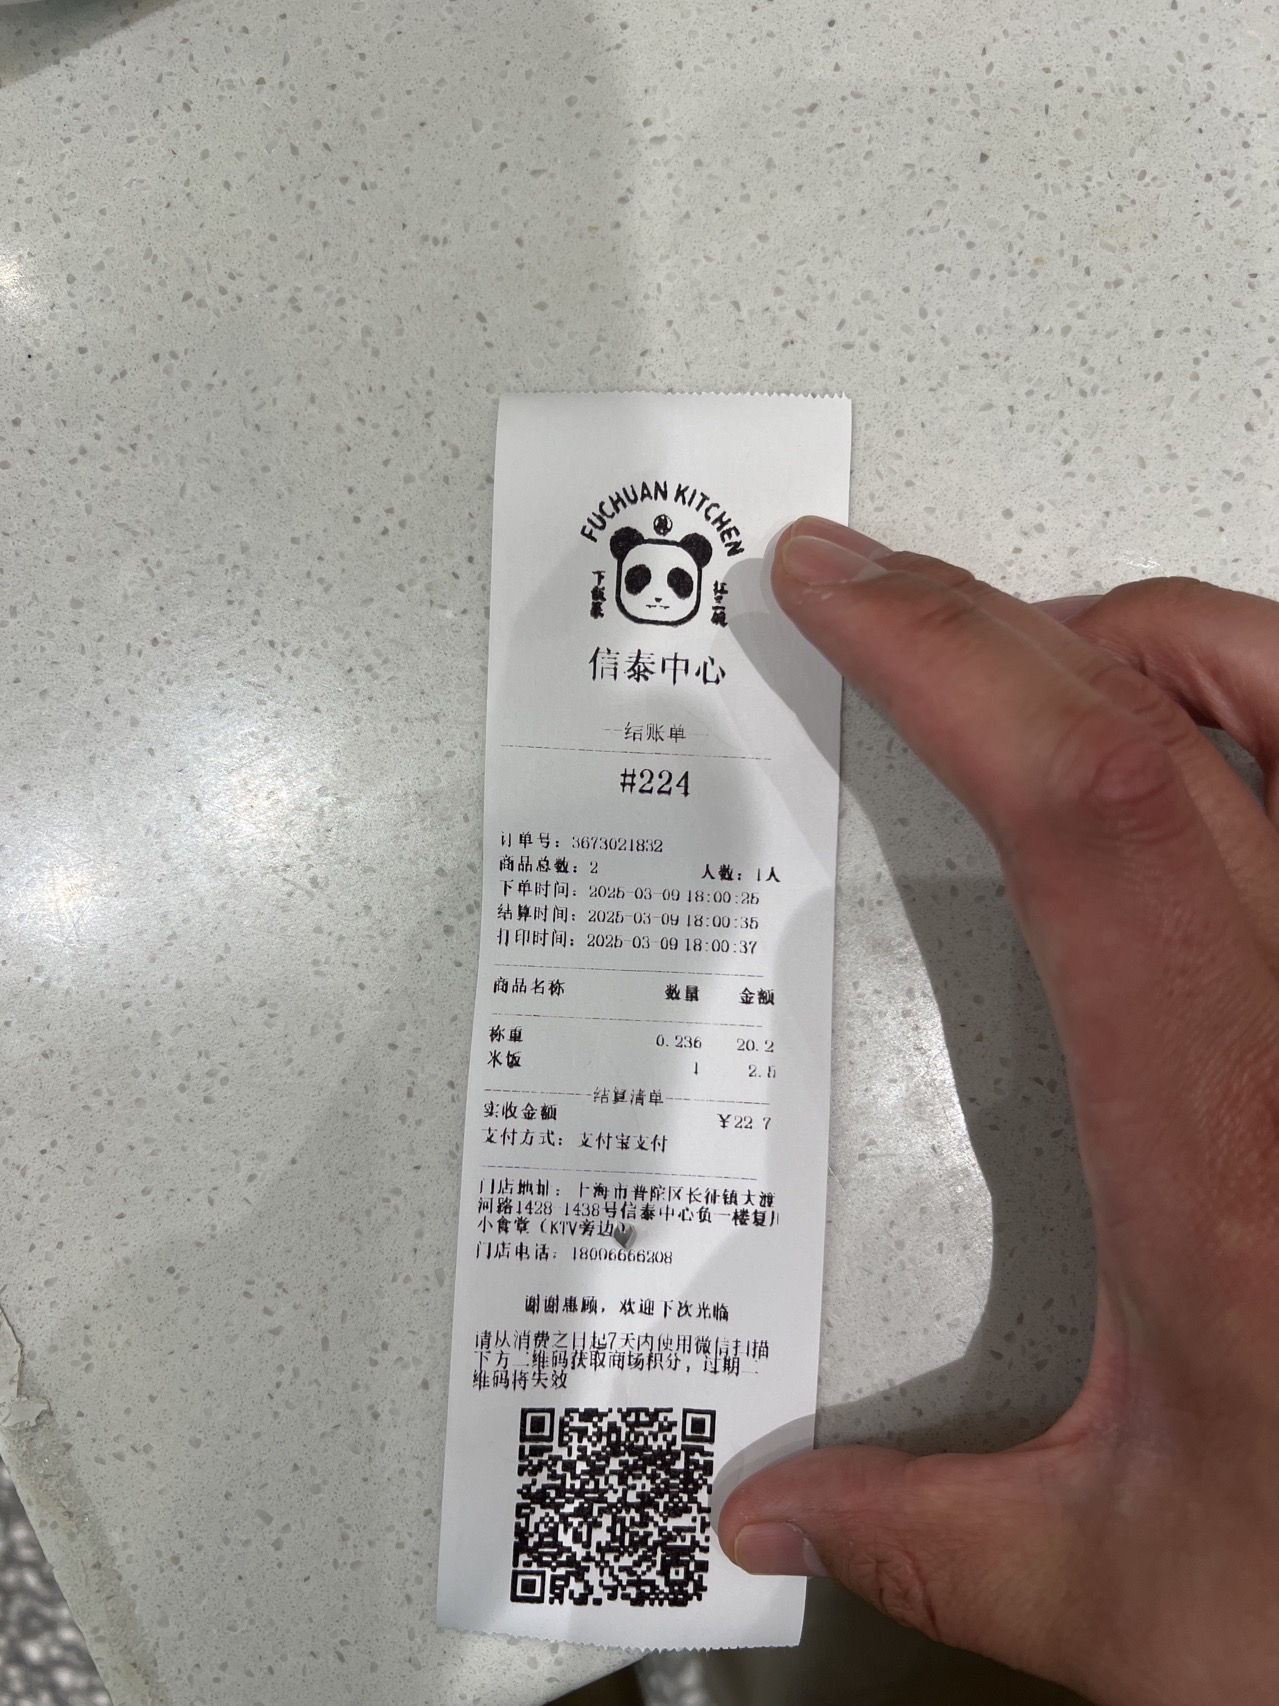 FUCHUAN KITCHEN
下饭菜
扛三碗
信泰中心
结账单
#224
订单号：3673021832
商品总数：2 人数：1人
下单时间：2025-03-09 18:00:25
结算时间：2025-03-09 18:00:35
打印时间：2025-03-09 18:00:37
商品名称 数量 金额
称重 0.236 20.2
米饭 1 2.5
结算清单
实收金额 ￥22.7
支付方式：支付宝支付
门店地址：上海市普陀区长征镇大渡
河路1428-1438号信泰中心负一楼复川
小食堂（KTV旁边）
门店电话：18006666208
谢谢惠顾，欢迎下次光临
请从消费之日起7天内使用微信扫描
下方二维码获取商场积分，过期二
维码将失效